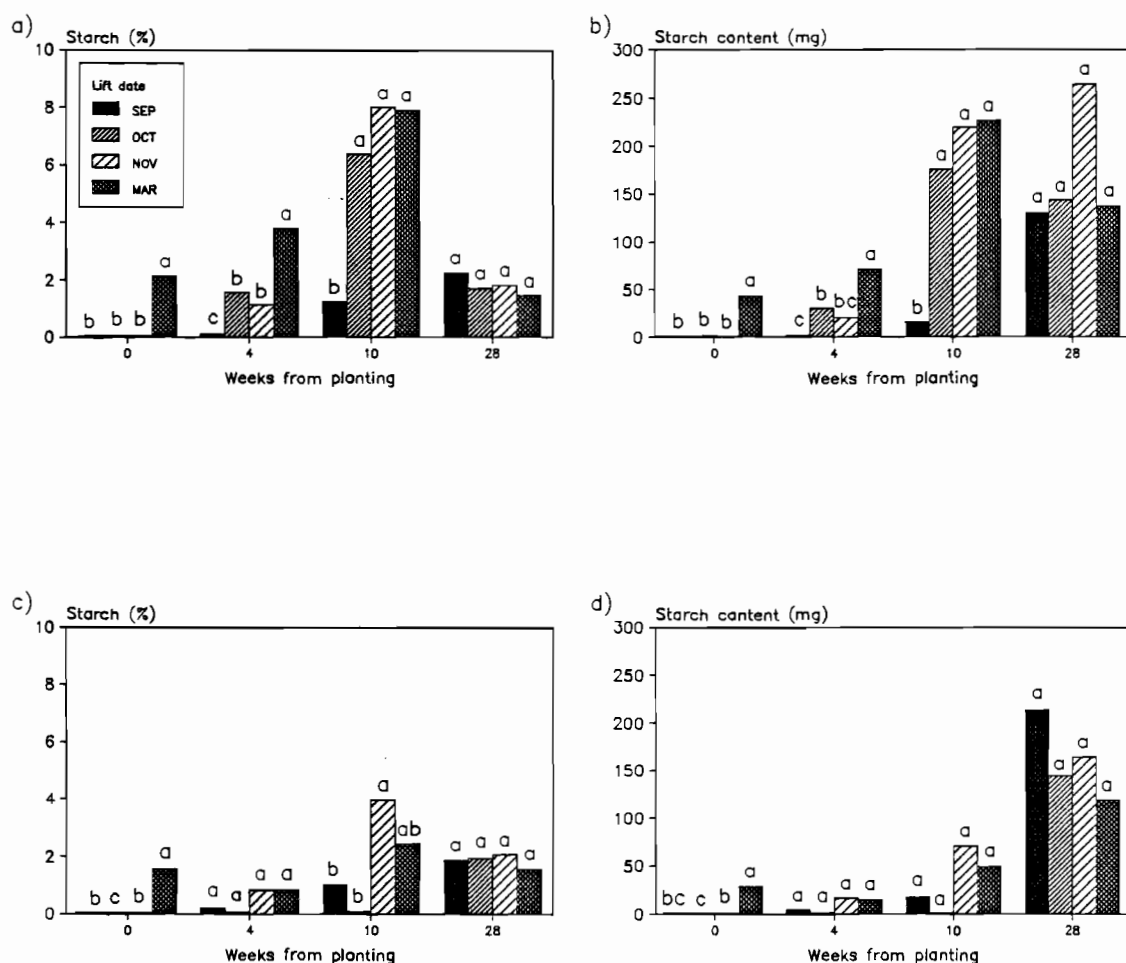 a)
Starch (%)
10
8
6
4
2
0
Lift date
SEP
OCT
NOV
MAR
b b b a
c b b a
b a a a
a a a a
0 4 10 28
Weeks from planting
b)
Starch content (mg)
300
250
200
150
100
50
0
b b b a
c b bc a
b a a a
a a a a
0 4 10 28
Weeks from planting
c)
Starch (%)
10
8
6
4
2
0
b c b a
a a a a
b b a ab
a a a a
0 4 10 28
Weeks from planting
d)
Starch content (mg)
300
250
200
150
100
50
0
bc c b a
a a a a
a a a a
a a a a
0 4 10 28
Weeks from planting